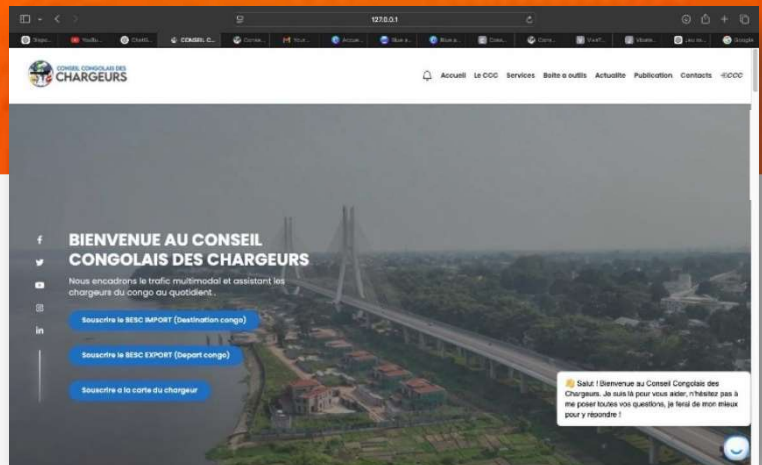 127.0.0.1
CONSEIL CONGOLAIS DES
CHARGEURS
Accueil Le CCC Services Boite a outils Actualite Publication Contacts CCC
BIENVENUE AU CONSEIL
CONGOLAIS DES CHARGEURS
Nous encadrons le trafic multimodal et assistant les
chargeurs du congo au quotidient .
Souscrire le BESC IMPORT (Destination congo)
Souscrire le BESC EXPORT (Depart congo)
Souscrire a la carte du chargeur
Salut ! Bienvenue au Conseil Congolais des
Chargeurs. Je suis là pour vous aider, n'hésitez pas à
me poser toutes vos questions, je ferai de mon mieux
pour y répondre !